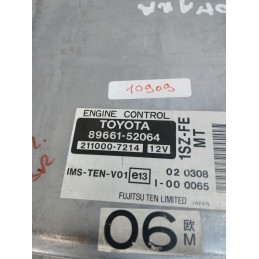 10909
ENGINE CONTROL
TOYOTA
89661-52064
211000-7214 12V
1SZ-FE
MT
IMS-TEN-V01 e13
02 0308
I-00 0065
FUJITSU TEN LIMITED JAPAN
06 欧
M